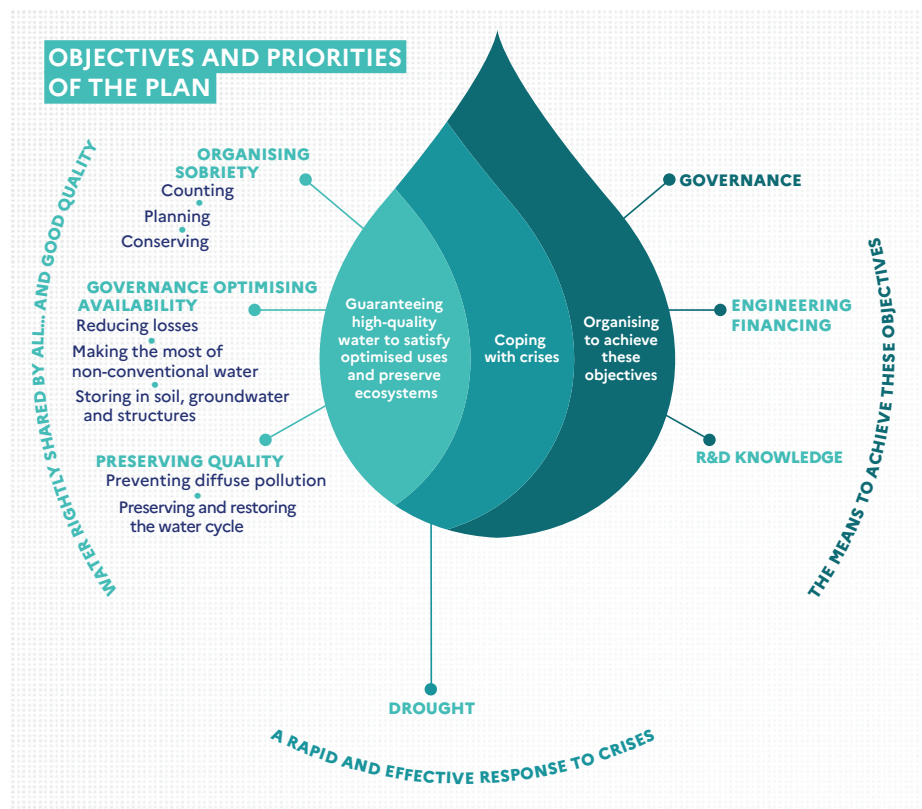 OBJECTIVES AND PRIORITIES
OF THE PLAN
WATER RIGHTLY SHARED BY ALL... AND GOOD QUALITY
ORGANISING
SOBRIETY
Counting
Planning
Conserving
GOVERNANCE OPTIMISING
AVAILABILITY
Reducing losses
Making the most of
non-conventional water
Storing in soil, groundwater
and structures
PRESERVING QUALITY
Preventing diffuse pollution
Preserving and restoring
the water cycle
Guaranteeing
high-quality
water to satisfy
optimised uses
and preserve
ecosystems
Coping
with crises
Organising
to achieve
these
objectives
GOVERNANCE
ENGINEERING
FINANCING
R&D KNOWLEDGE
THE MEANS TO ACHIEVE THESE OBJECTIVES
DROUGHT
A RAPID AND EFFECTIVE RESPONSE TO CRISES